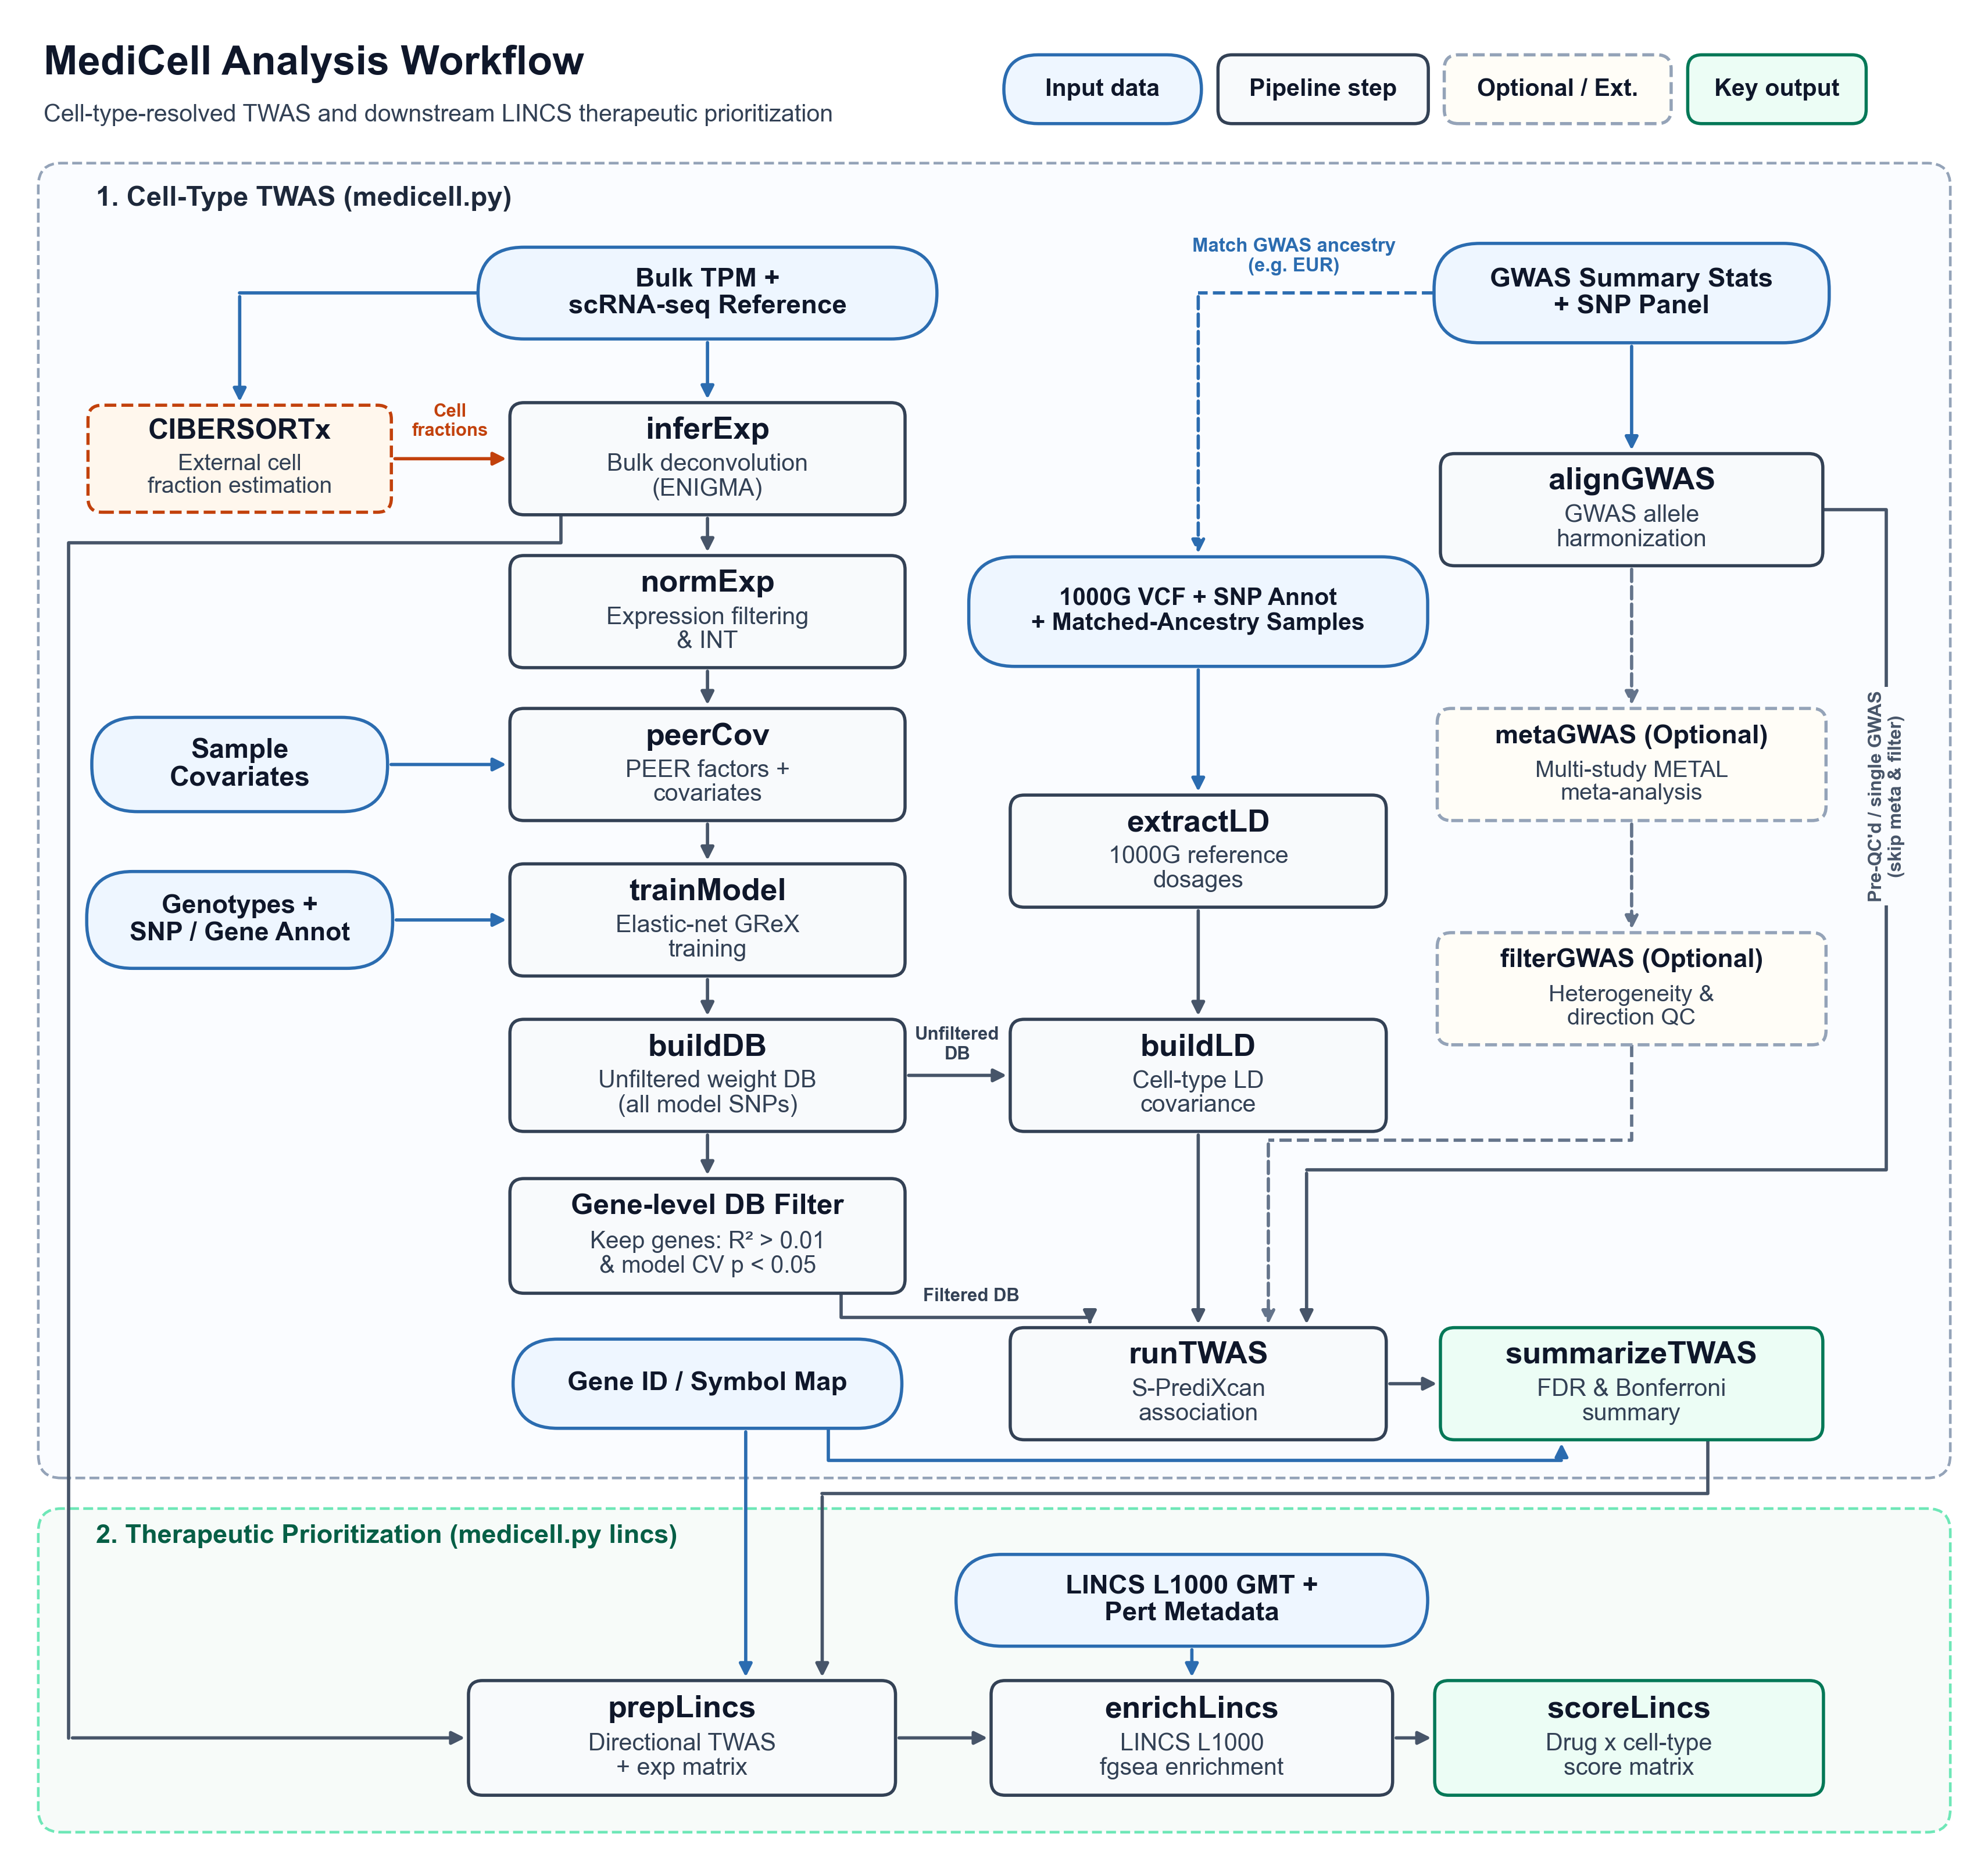 MediCell Analysis Workflow
Cell-type-resolved TWAS and downstream LINCS therapeutic prioritization
Input data
Pipeline step
Optional / Ext.
Key output
1. Cell-Type TWAS (medicell.py)
Bulk TPM +
scRNA-seq Reference
Match GWAS ancestry
(e.g. EUR)
GWAS Summary Stats
+ SNP Panel
CIBERSORTx
External cell
fraction estimation
Cell
fractions
inferExp
Bulk deconvolution
(ENIGMA)
alignGWAS
GWAS allele
harmonization
normExp
Expression filtering
& INT
1000G VCF + SNP Annot
+ Matched-Ancestry Samples
Sample
Covariates
peerCov
PEER factors +
covariates
metaGWAS (Optional)
Multi-study METAL
meta-analysis
Pre-QC'd / single GWAS
(skip meta & filter)
extractLD
1000G reference
dosages
Genotypes +
SNP / Gene Annot
trainModel
Elastic-net GReX
training
filterGWAS (Optional)
Heterogeneity &
direction QC
buildDB
Unfiltered weight DB
(all model SNPs)
Unfiltered
DB
buildLD
Cell-type LD
covariance
Gene-level DB Filter
Keep genes: R² > 0.01
& model CV p < 0.05
Filtered DB
Gene ID / Symbol Map
runTWAS
S-PrediXcan
association
summarizeTWAS
FDR & Bonferroni
summary
2. Therapeutic Prioritization (medicell.py lincs)
LINCS L1000 GMT +
Pert Metadata
prepLincs
Directional TWAS
+ exp matrix
enrichLincs
LINCS L1000
fgsea enrichment
scoreLincs
Drug x cell-type
score matrix